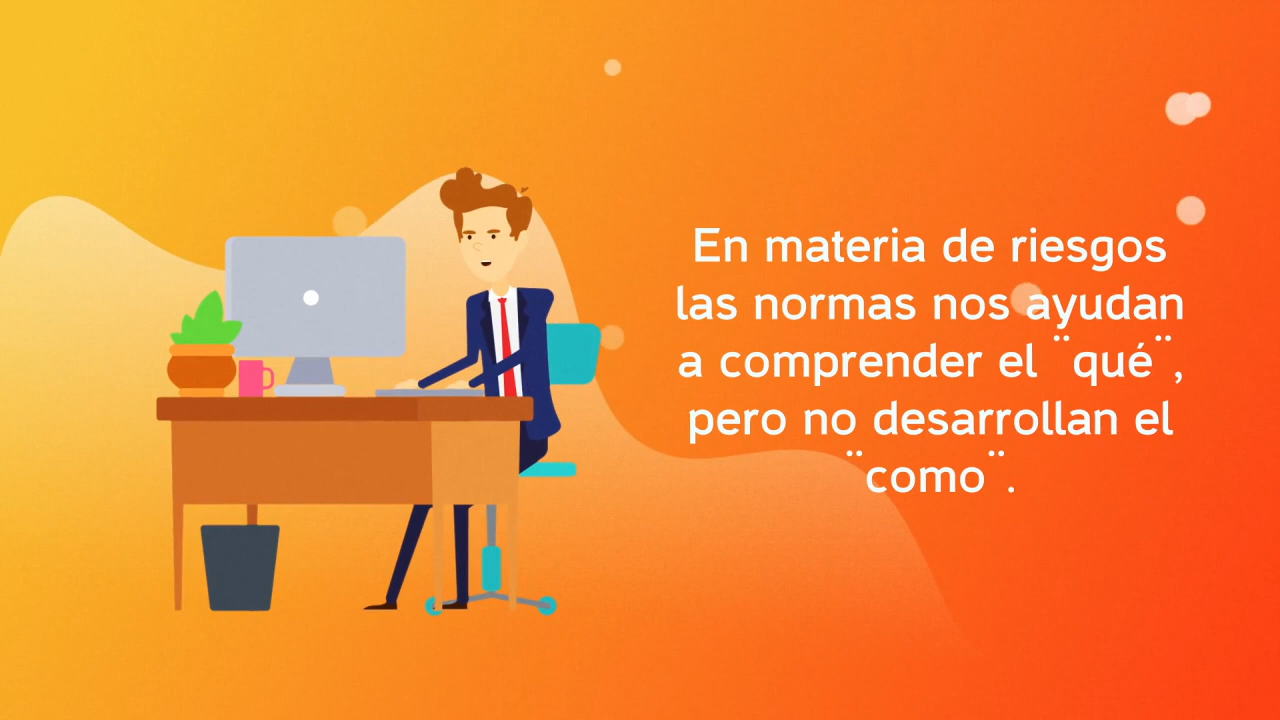 En materia de riesgos
las normas nos ayudan
a comprender el ¨qué¨,
pero no desarrollan el
¨como¨.